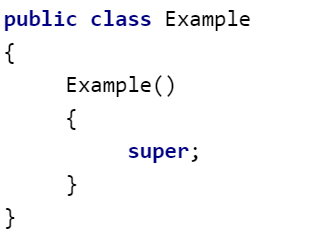 public class Example
{
Example()
{
super;
}
}